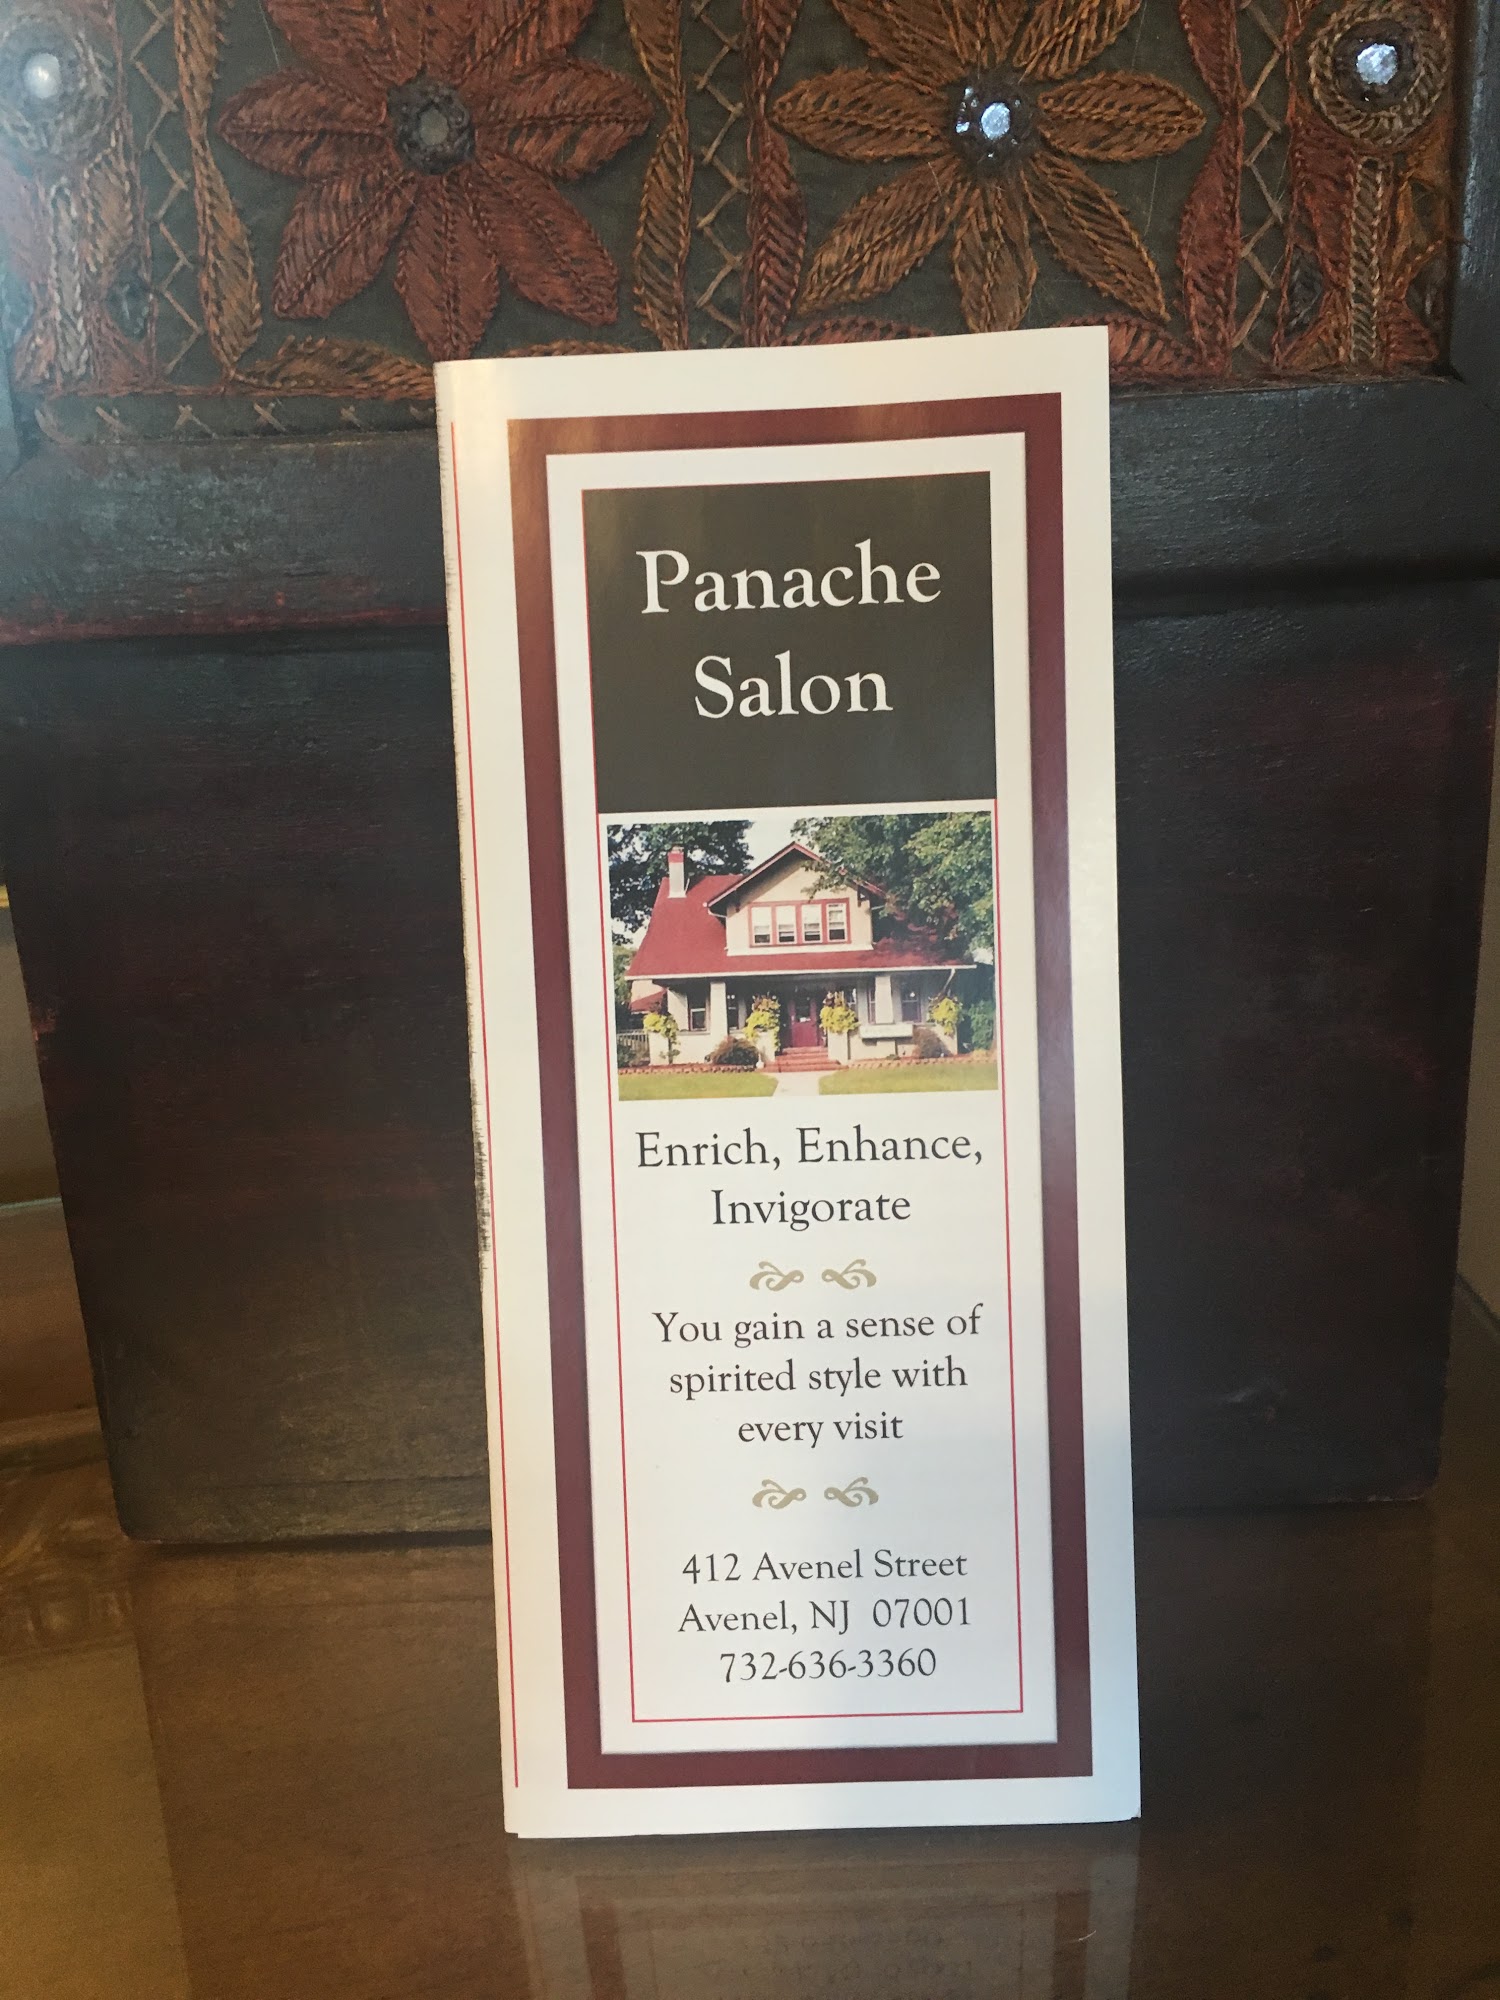 Panache
Salon
Enrich, Enhance,
Invigorate
You gain a sense of
spirited style with
every visit
412 Avenel Street
Avenel, NJ 07001
732-636-3360